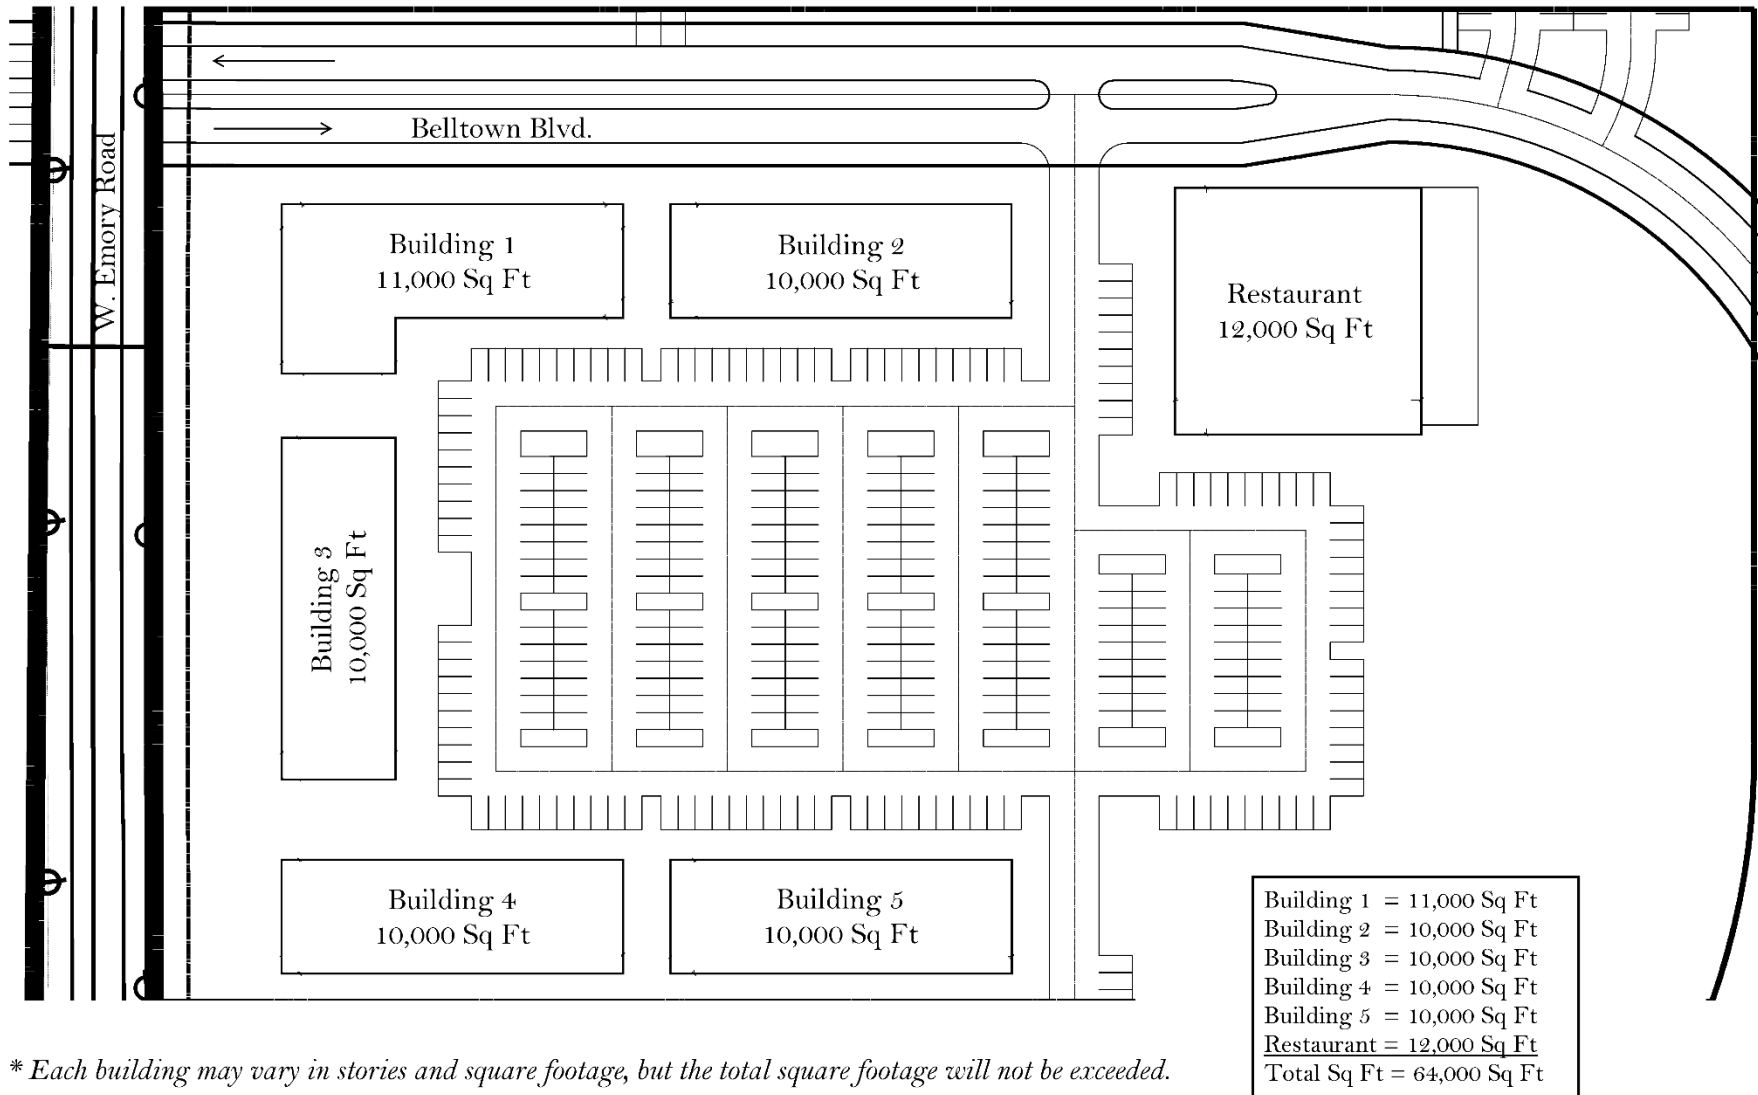 Belltown Blvd.
W. Emory Road
Building 1
11,000 Sq Ft
Building 2
10,000 Sq Ft
Restaurant
12,000 Sq Ft
Building 3
10,000 Sq Ft
Building 4
10,000 Sq Ft
Building 5
10,000 Sq Ft
Building 1 = 11,000 Sq Ft
Building 2 = 10,000 Sq Ft
Building 3 = 10,000 Sq Ft
Building 4 = 10,000 Sq Ft
Building 5 = 10,000 Sq Ft
Restaurant = 12,000 Sq Ft
Total Sq Ft = 64,000 Sq Ft
* Each building may vary in stories and square footage, but the total square footage will not be exceeded.